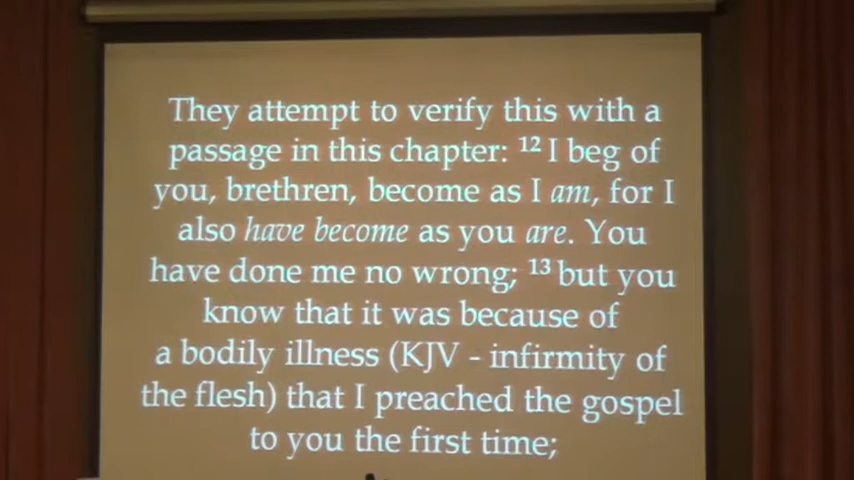 They attempt to verify this with a
passage in this chapter: ¹² I beg of
you, brethren, become as I am, for I
also have become as you are. You
have done me no wrong; ¹³ but you
know that it was because of
a bodily illness (KJV - infirmity of
the flesh) that I preached the gospel
to you the first time;